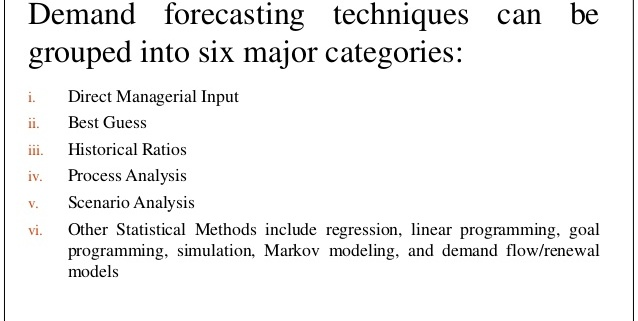 Demand forecasting techniques can be
grouped into six major categories:
i. Direct Managerial Input
ii. Best Guess
iii. Historical Ratios
iv. Process Analysis
v. Scenario Analysis
vi. Other Statistical Methods include regression, linear programming, goal
programming, simulation, Markov modeling, and demand flow/renewal
models